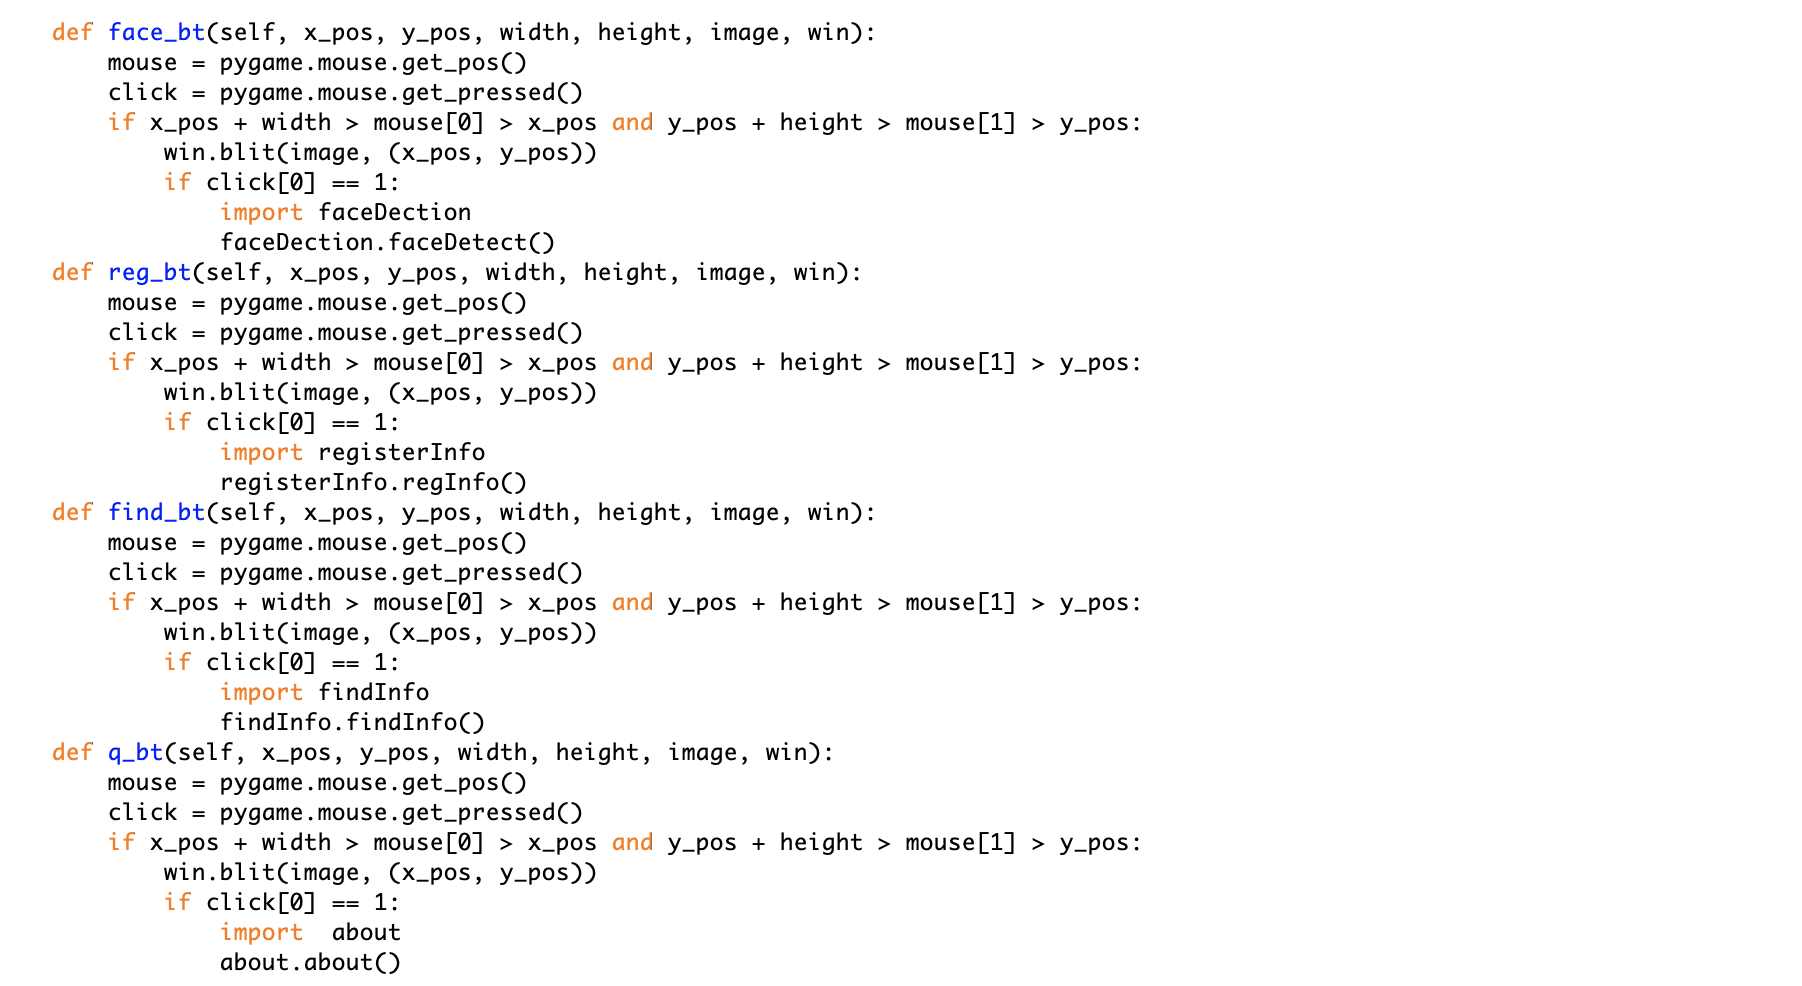 def face_bt(self, x_pos, y_pos, width, height, image, win):
    mouse = pygame.mouse.get_pos()
    click = pygame.mouse.get_pressed()
    if x_pos + width > mouse[0] > x_pos and y_pos + height > mouse[1] > y_pos:
        win.blit(image, (x_pos, y_pos))
        if click[0] == 1:
            import faceDection
            faceDection.faceDetect()
def reg_bt(self, x_pos, y_pos, width, height, image, win):
    mouse = pygame.mouse.get_pos()
    click = pygame.mouse.get_pressed()
    if x_pos + width > mouse[0] > x_pos and y_pos + height > mouse[1] > y_pos:
        win.blit(image, (x_pos, y_pos))
        if click[0] == 1:
            import registerInfo
            registerInfo.regInfo()
def find_bt(self, x_pos, y_pos, width, height, image, win):
    mouse = pygame.mouse.get_pos()
    click = pygame.mouse.get_pressed()
    if x_pos + width > mouse[0] > x_pos and y_pos + height > mouse[1] > y_pos:
        win.blit(image, (x_pos, y_pos))
        if click[0] == 1:
            import findInfo
            findInfo.findInfo()
def q_bt(self, x_pos, y_pos, width, height, image, win):
    mouse = pygame.mouse.get_pos()
    click = pygame.mouse.get_pressed()
    if x_pos + width > mouse[0] > x_pos and y_pos + height > mouse[1] > y_pos:
        win.blit(image, (x_pos, y_pos))
        if click[0] == 1:
            import  about
            about.about()